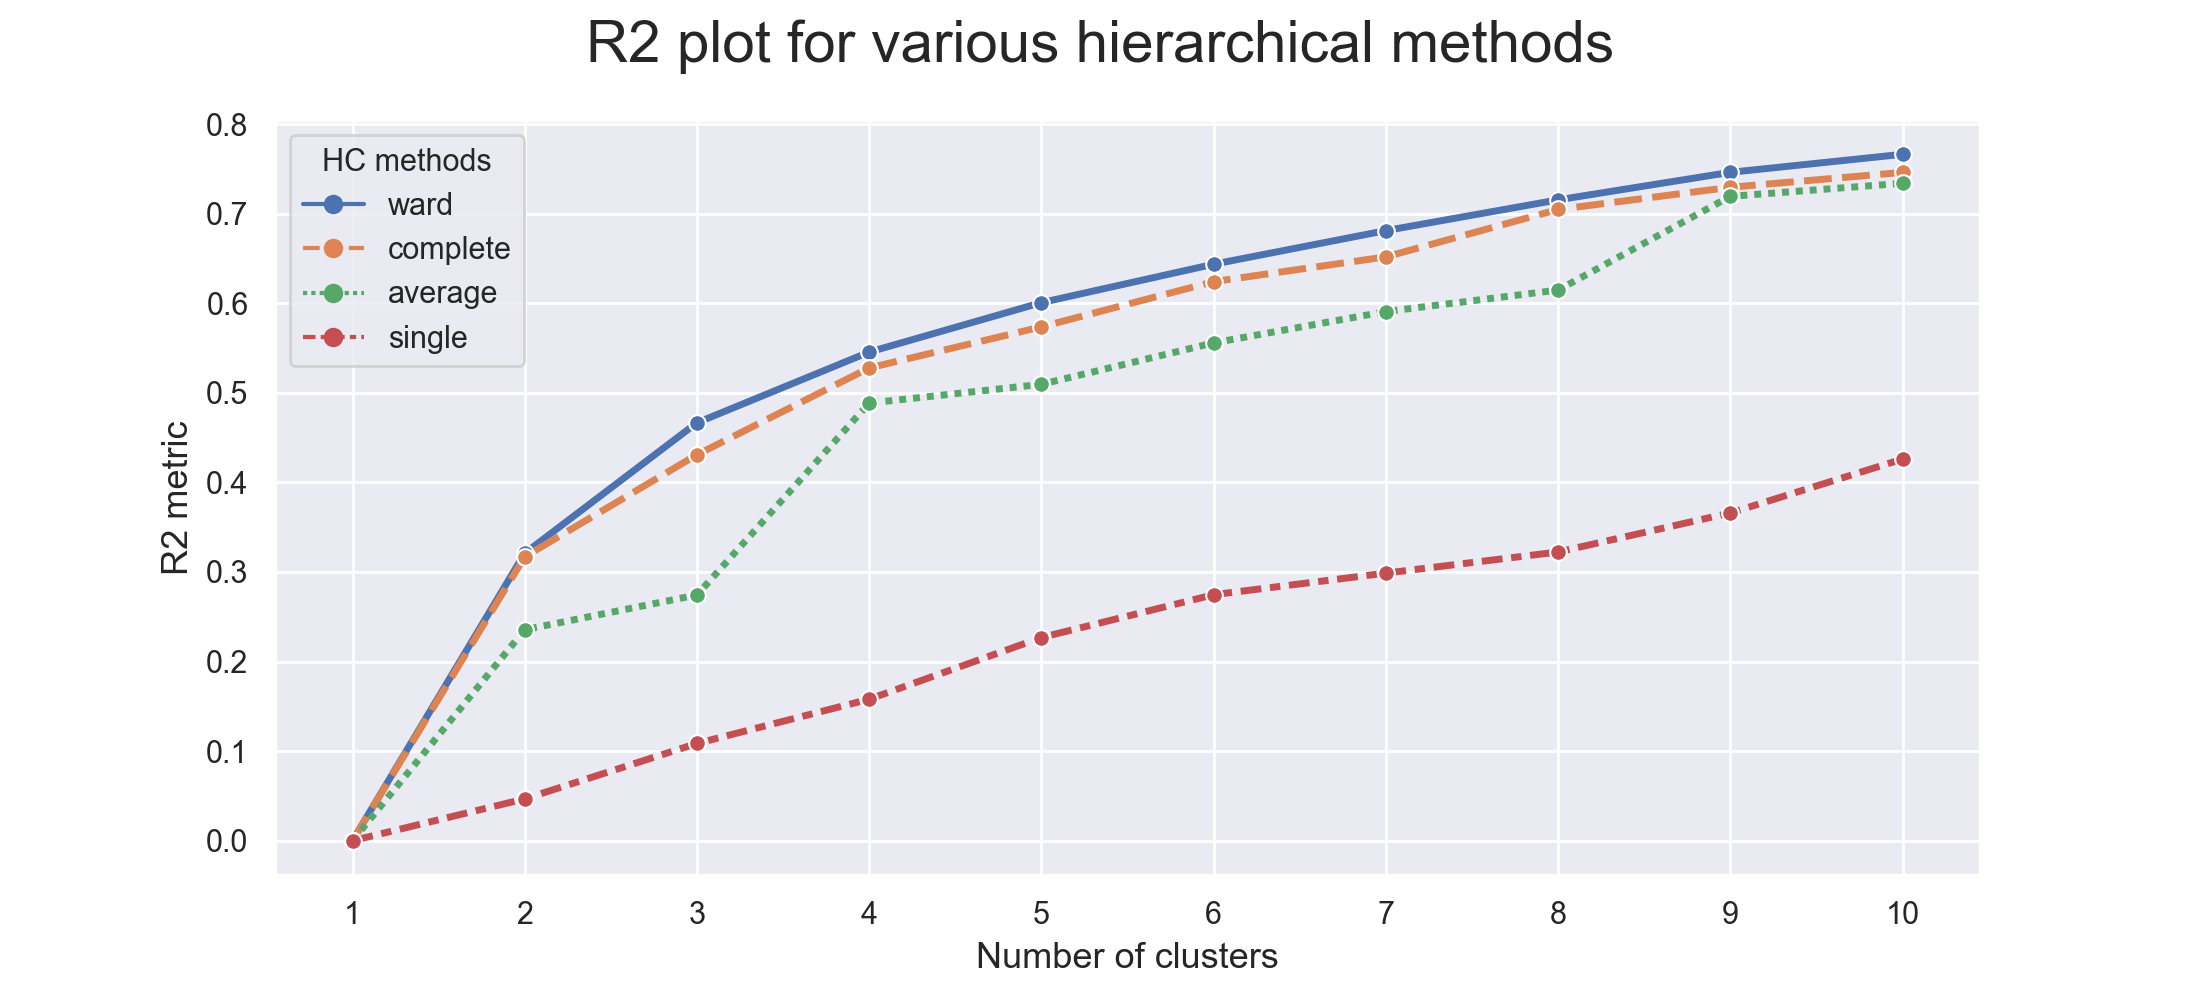 R2 plot for various hierarchical methods
HC methods
ward
complete
average
single
R2 metric
0.8
0.7
0.6
0.5
0.4
0.3
0.2
0.1
0.0
1 2 3 4 5 6 7 8 9 10
Number of clusters